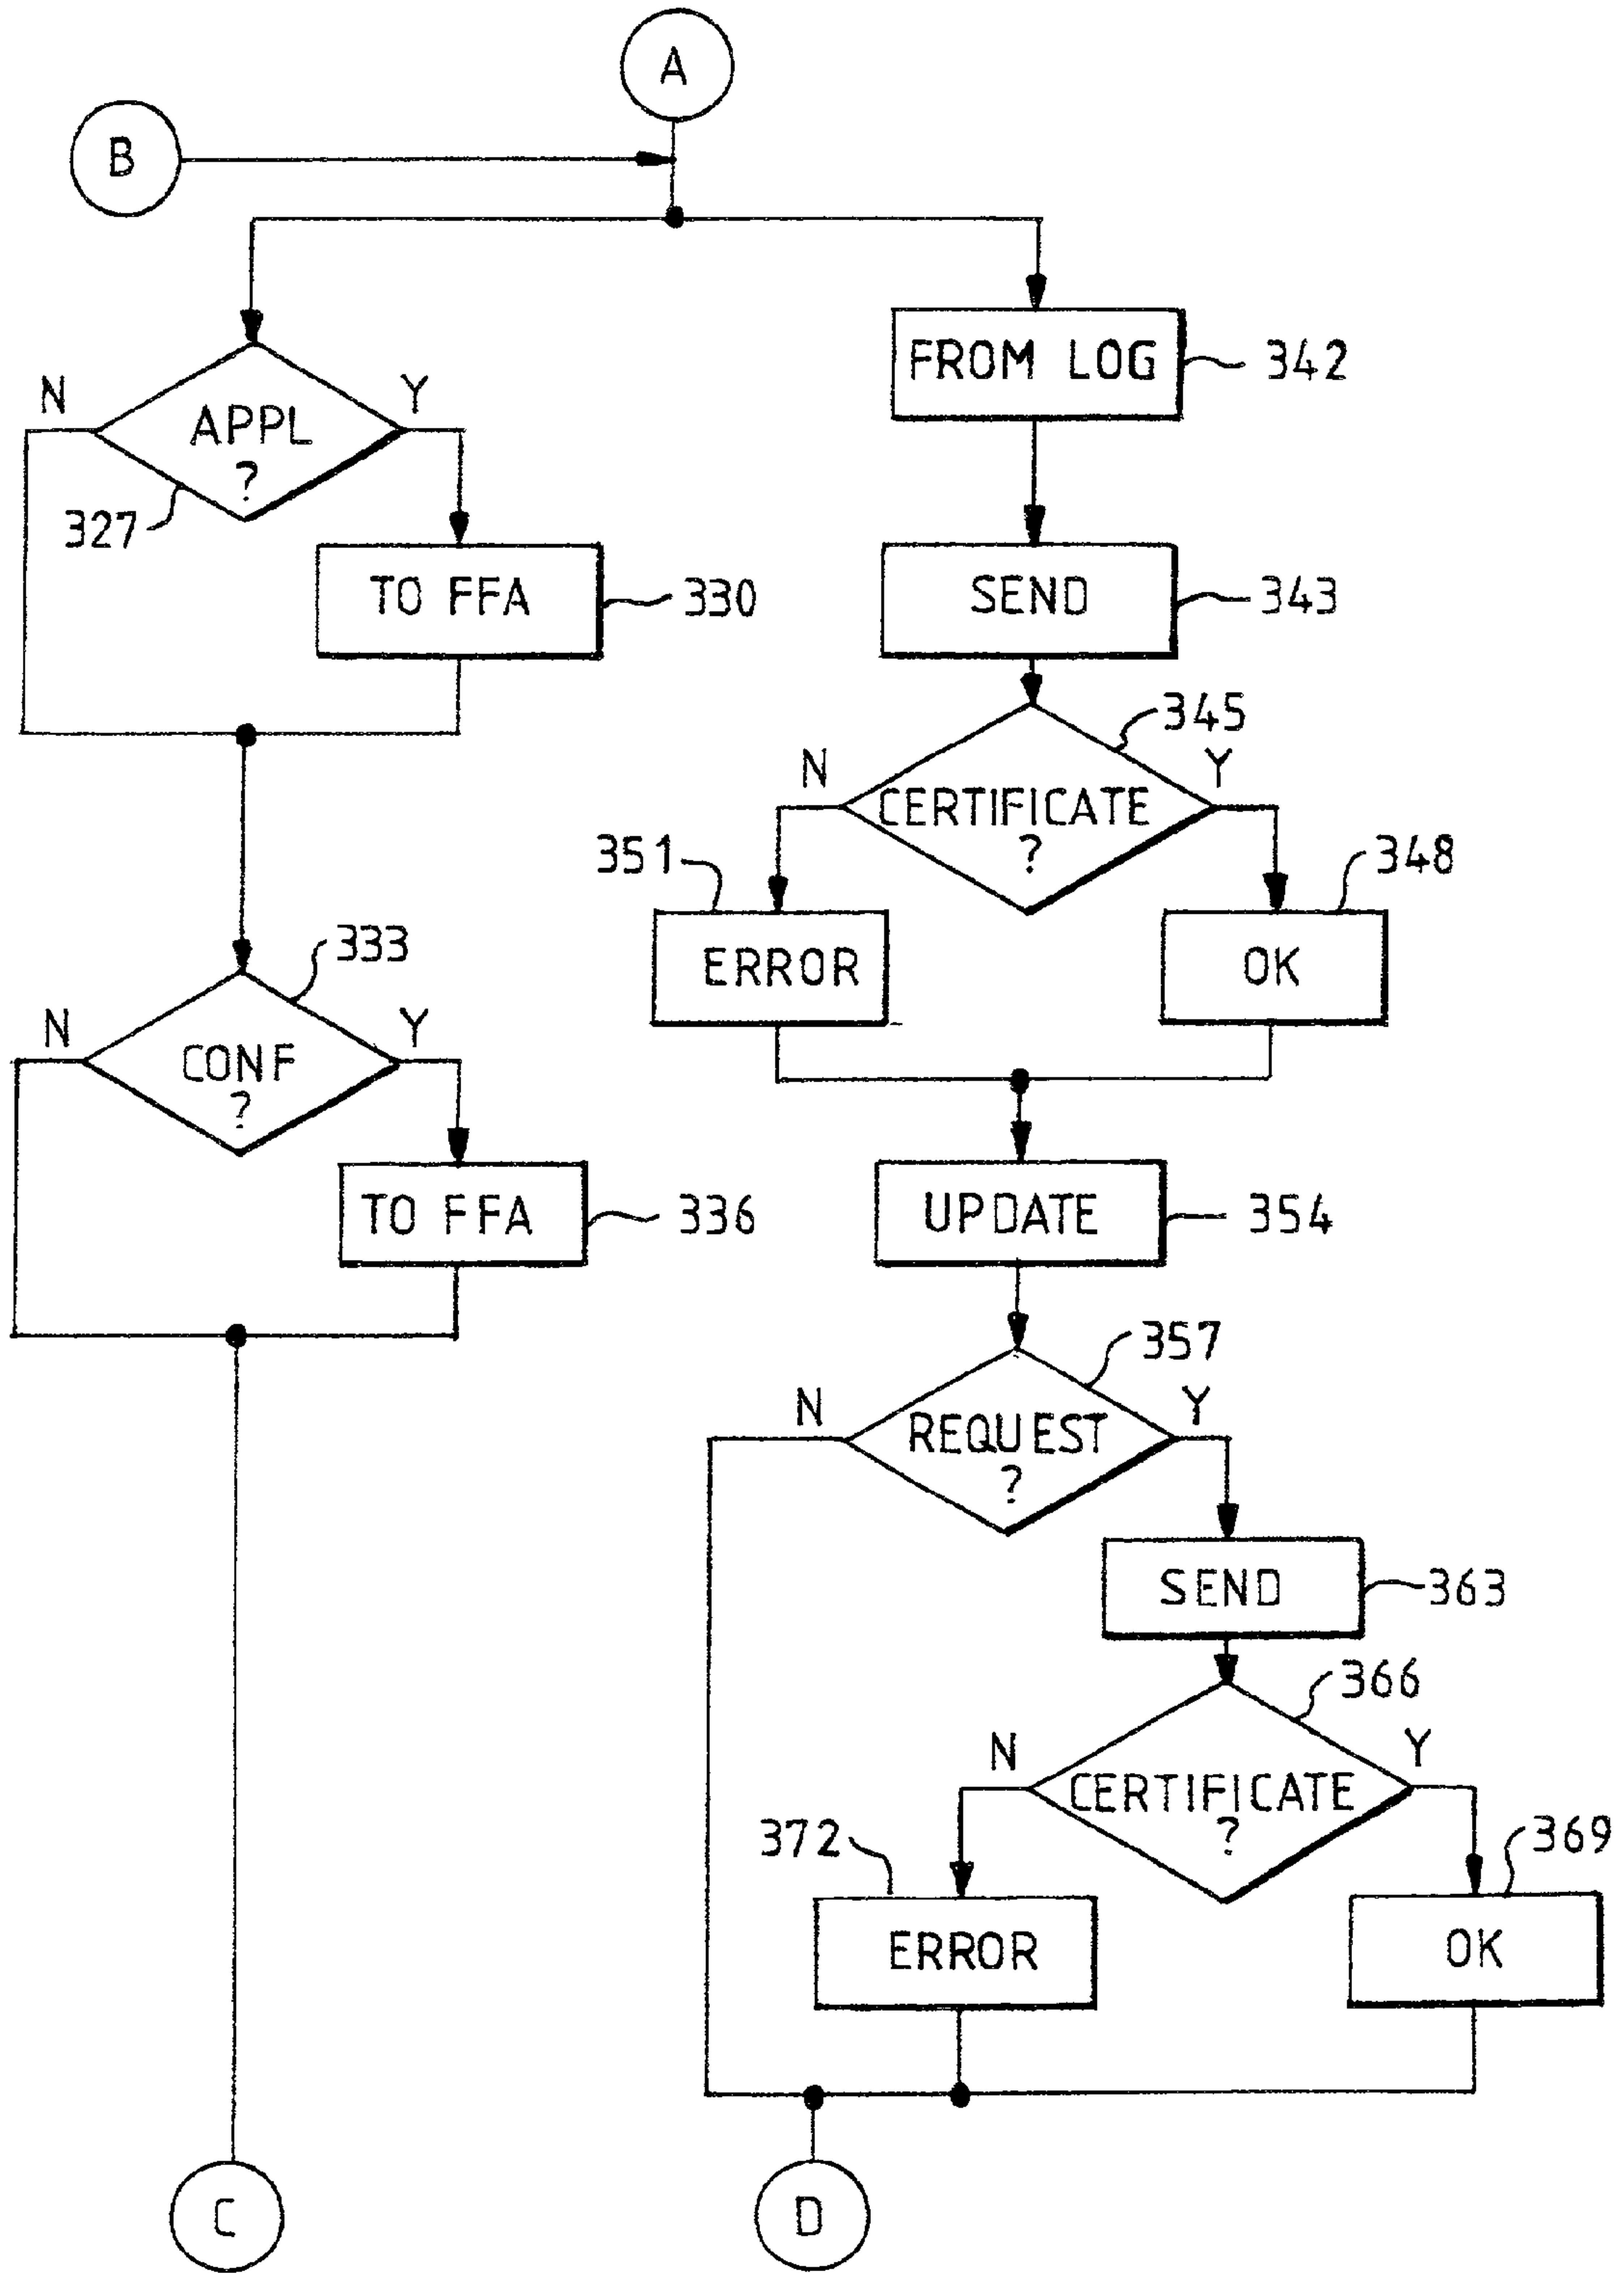 A
B
FROM LOG
342
N
Y
APPL
?
327
TO FFA
330
SEND
343
345
N
Y
CERTIFICATE
?
351
348
ERROR
OK
333
N
Y
CONF
?
TO FFA
336
UPDATE
354
357
N
Y
REQUEST
?
SEND
363
366
N
Y
CERTIFICATE
?
372
369
ERROR
OK
C
D